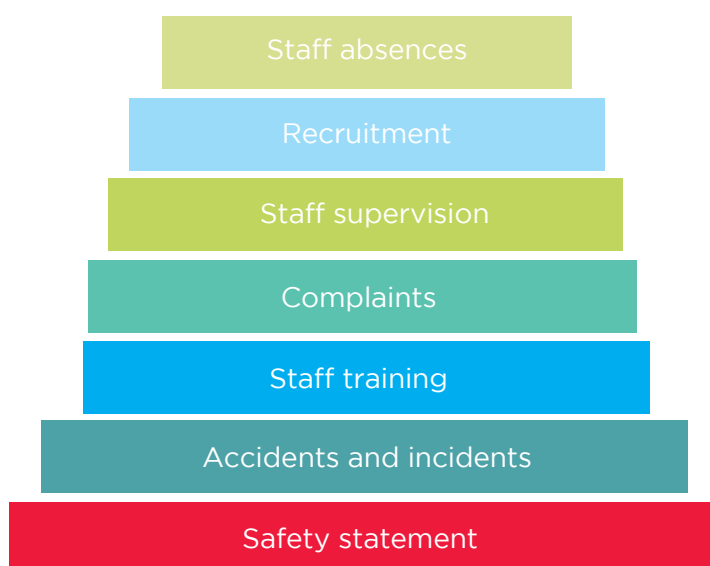 Staff absences
Recruitment
Staff supervision
Complaints
Staff training
Accidents and incidents
Safety statement